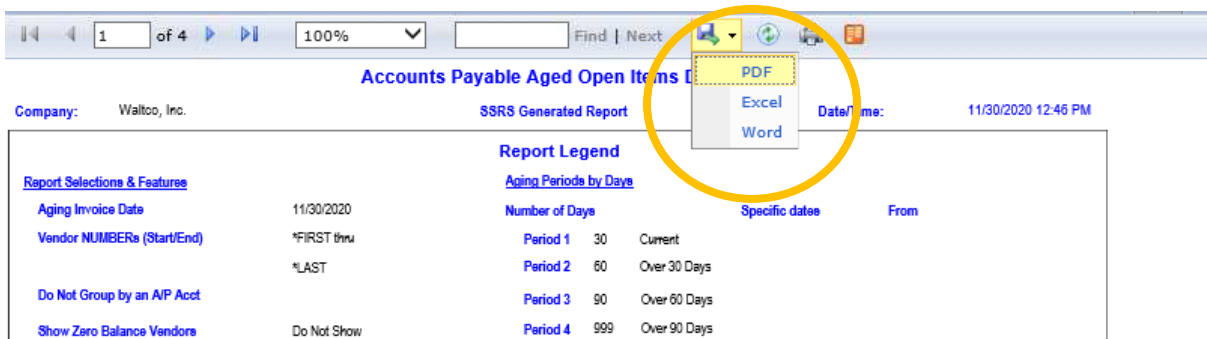 1 of 4 100% Find | Next
PDF
Excel
Word
Accounts Payable Aged Open Items D
Company: Waltco, Inc. SSRS Generated Report Date/Time: 11/30/2020 12:46 PM
Report Legend
Report Selections & Features Aging Periods by Days
Aging Invoice Date 11/30/2020 Number of Days Specific dates From
Vendor NUMBERs (Start/End) *FIRST thru Period 1 30 Current
*LAST Period 2 60 Over 30 Days
Do Not Group by an A/P Acct Period 3 90 Over 60 Days
Show Zero Balance Vendors Do Not Show Period 4 999 Over 90 Days